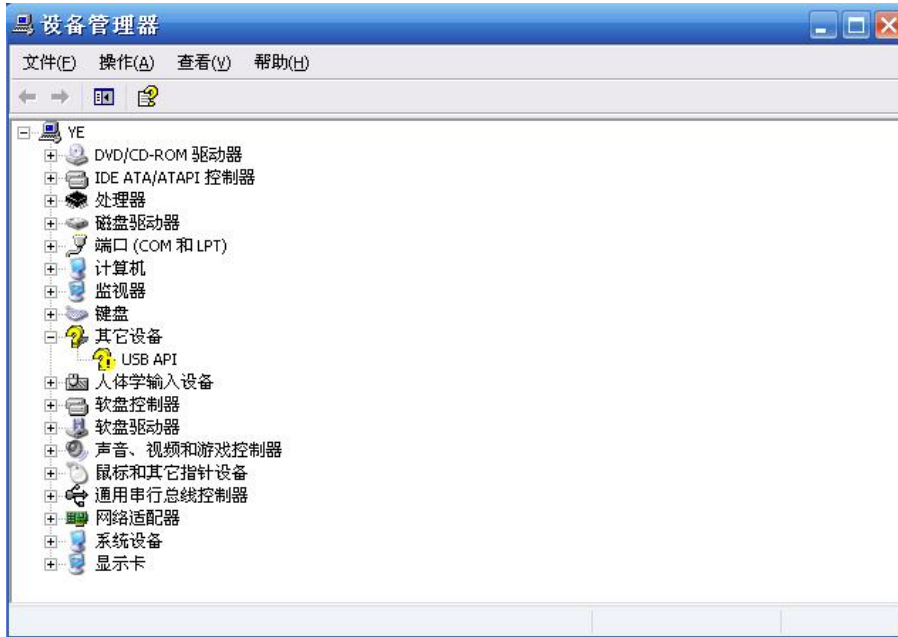 设备管理器
文件(F) 操作(A) 查看(V) 帮助(H)
YE
DVD/CD-ROM 驱动器
IDE ATA/ATAPI 控制器
处理器
磁盘驱动器
端口 (COM 和 LPT)
计算机
监视器
键盘
其它设备
USB API
人体学输入设备
软盘控制器
软盘驱动器
声音、视频和游戏控制器
鼠标和其它指针设备
通用串行总线控制器
网络适配器
系统设备
显示卡